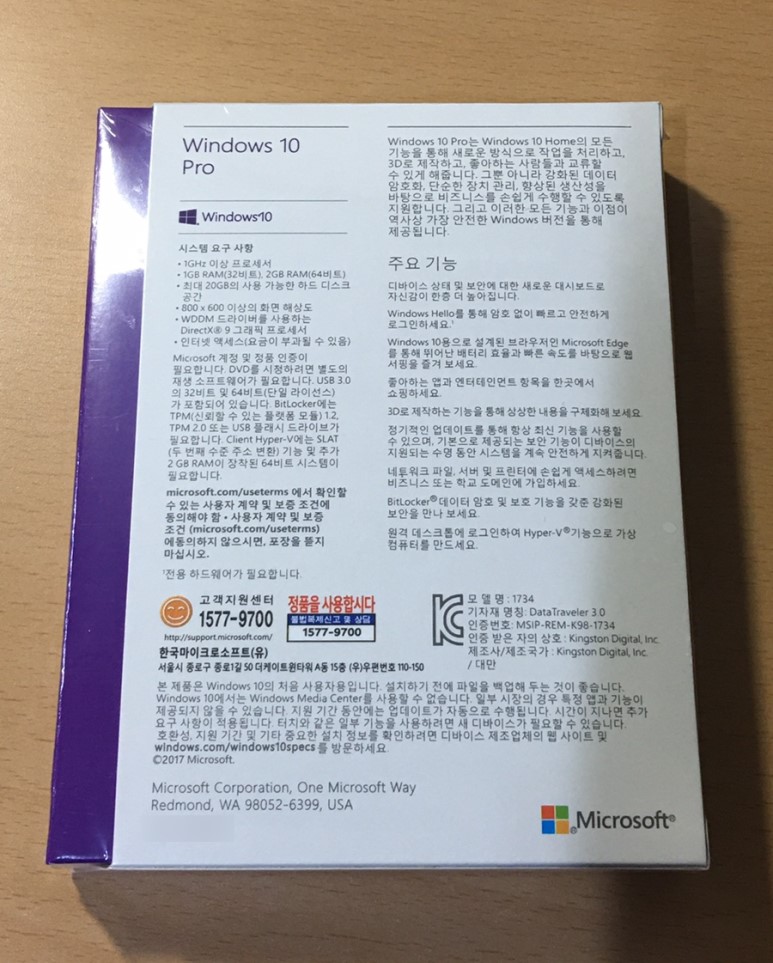 Windows 10
Pro
Windows10
시스템 요구 사항
• 1GHz 이상 프로세서
• 1GB RAM(32비트), 2GB RAM(64비트)
• 최대 20GB의 사용 가능한 하드 디스크
공간
• 800 x 600 이상의 화면 해상도
• WDDM 드라이버를 사용하는
DirectX® 9 그래픽 프로세서
• 인터넷 액세스(요금이 부과될 수 있음)
Microsoft 계정 및 정품 인증이
필요합니다. DVD를 시청하려면 별도의
재생 소프트웨어가 필요합니다. USB 3.0
의 32비트 및 64비트(단일 라이선스)
가 포함되어 있습니다. BitLocker에는
TPM(신뢰할 수 있는 플랫폼 모듈) 1.2,
TPM 2.0 또는 USB 플래시 드라이브가
필요합니다. Client Hyper-V에는 SLAT
(두 번째 수준 주소 변환) 기능 및 추가
2 GB RAM이 장착된 64비트 시스템이
필요합니다.
microsoft.com/useterms 에서 확인할
수 있는 사용자 계약 및 보증 조건에
동의해야 함 • 사용자 계약 및 보증
조건 (microsoft.com/useterms)
에 동의하지 않으시면, 포장을 뜯지
마십시오.
¹전용 하드웨어가 필요합니다.
Windows 10 Pro는 Windows 10 Home의 모든
기능을 통해 새로운 방식으로 작업을 처리하고,
3D로 제작하고, 좋아하는 사람들과 교류할
수 있게 해줍니다. 그뿐 아니라 강화된 데이터
암호화, 단순한 장치 관리, 향상된 생산성을
바탕으로 비즈니스를 손쉽게 수행할 수 있도록
지원합니다. 그리고 이러한 모든 기능과 이점이
역사상 가장 안전한 Windows 버전을 통해
제공됩니다.
주요 기능
디바이스 상태 및 보안에 대한 새로운 대시보드로
자신감이 한층 더 높아집니다.
Windows Hello를 통해 암호 없이 빠르고 안전하게
로그인하세요.¹
Windows 10용으로 설계된 브라우저인 Microsoft Edge
를 통해 뛰어난 배터리 효율과 빠른 속도를 바탕으로 웹
서핑을 즐겨 보세요.
좋아하는 앱과 엔터테인먼트 항목을 한곳에서
쇼핑하세요.
3D로 제작하는 기능을 통해 상상한 내용을 구체화해 보세요.
정기적인 업데이트를 통해 항상 최신 기능을 사용할
수 있으며, 기본으로 제공되는 보안 기능이 디바이스의
지원되는 수명 동안 시스템을 계속 안전하게 지켜줍니다.
네트워크 파일, 서버 및 프린터에 손쉽게 액세스하려면
비즈니스 또는 학교 도메인에 가입하세요.
BitLocker® 데이터 암호 및 보호 기능을 갖춘 강화된
보안을 만나 보세요.
원격 데스크톱에 로그인하여 Hyper-V®기능으로 가상
컴퓨터를 만드세요.
고객지원센터
1577-9700
http://support.microsoft.com/
정품을 사용합시다
불법복제신고 및 상담
1577-9700
한국마이크로소프트(유)
서울시 종로구 종로1길 50 더케이트윈타워 A동 15층 (우)우편번호 110-150
모 델 명 : 1734
기자재 명칭: DataTraveler 3.0
인증번호: MSIP-REM-K98-1734
인증 받은 자의 상호 : Kingston Digital, Inc.
제조사/제조국가 : Kingston Digital, Inc.
/ 대만
본 제품은 Windows 10의 처음 사용자용입니다. 설치하기 전에 파일을 백업해 두는 것이 좋습니다.
Windows 10에서는 Windows Media Center를 사용할 수 없습니다. 일부 시장의 경우 특정 앱과 기능이
제공되지 않을 수 있습니다. 지원 기간 동안에는 업데이트가 자동으로 수행됩니다. 시간이 지나면 추가
요구 사항이 적용됩니다. 터치와 같은 일부 기능을 사용하려면 새 디바이스가 필요할 수 있습니다.
호환성, 지원 기간 및 기타 중요한 설치 정보를 확인하려면 디바이스 제조업체의 웹 사이트 및
windows.com/windows10specs 를 방문하세요.
©2017 Microsoft.
Microsoft Corporation, One Microsoft Way
Redmond, WA 98052-6399, USA
Microsoft®